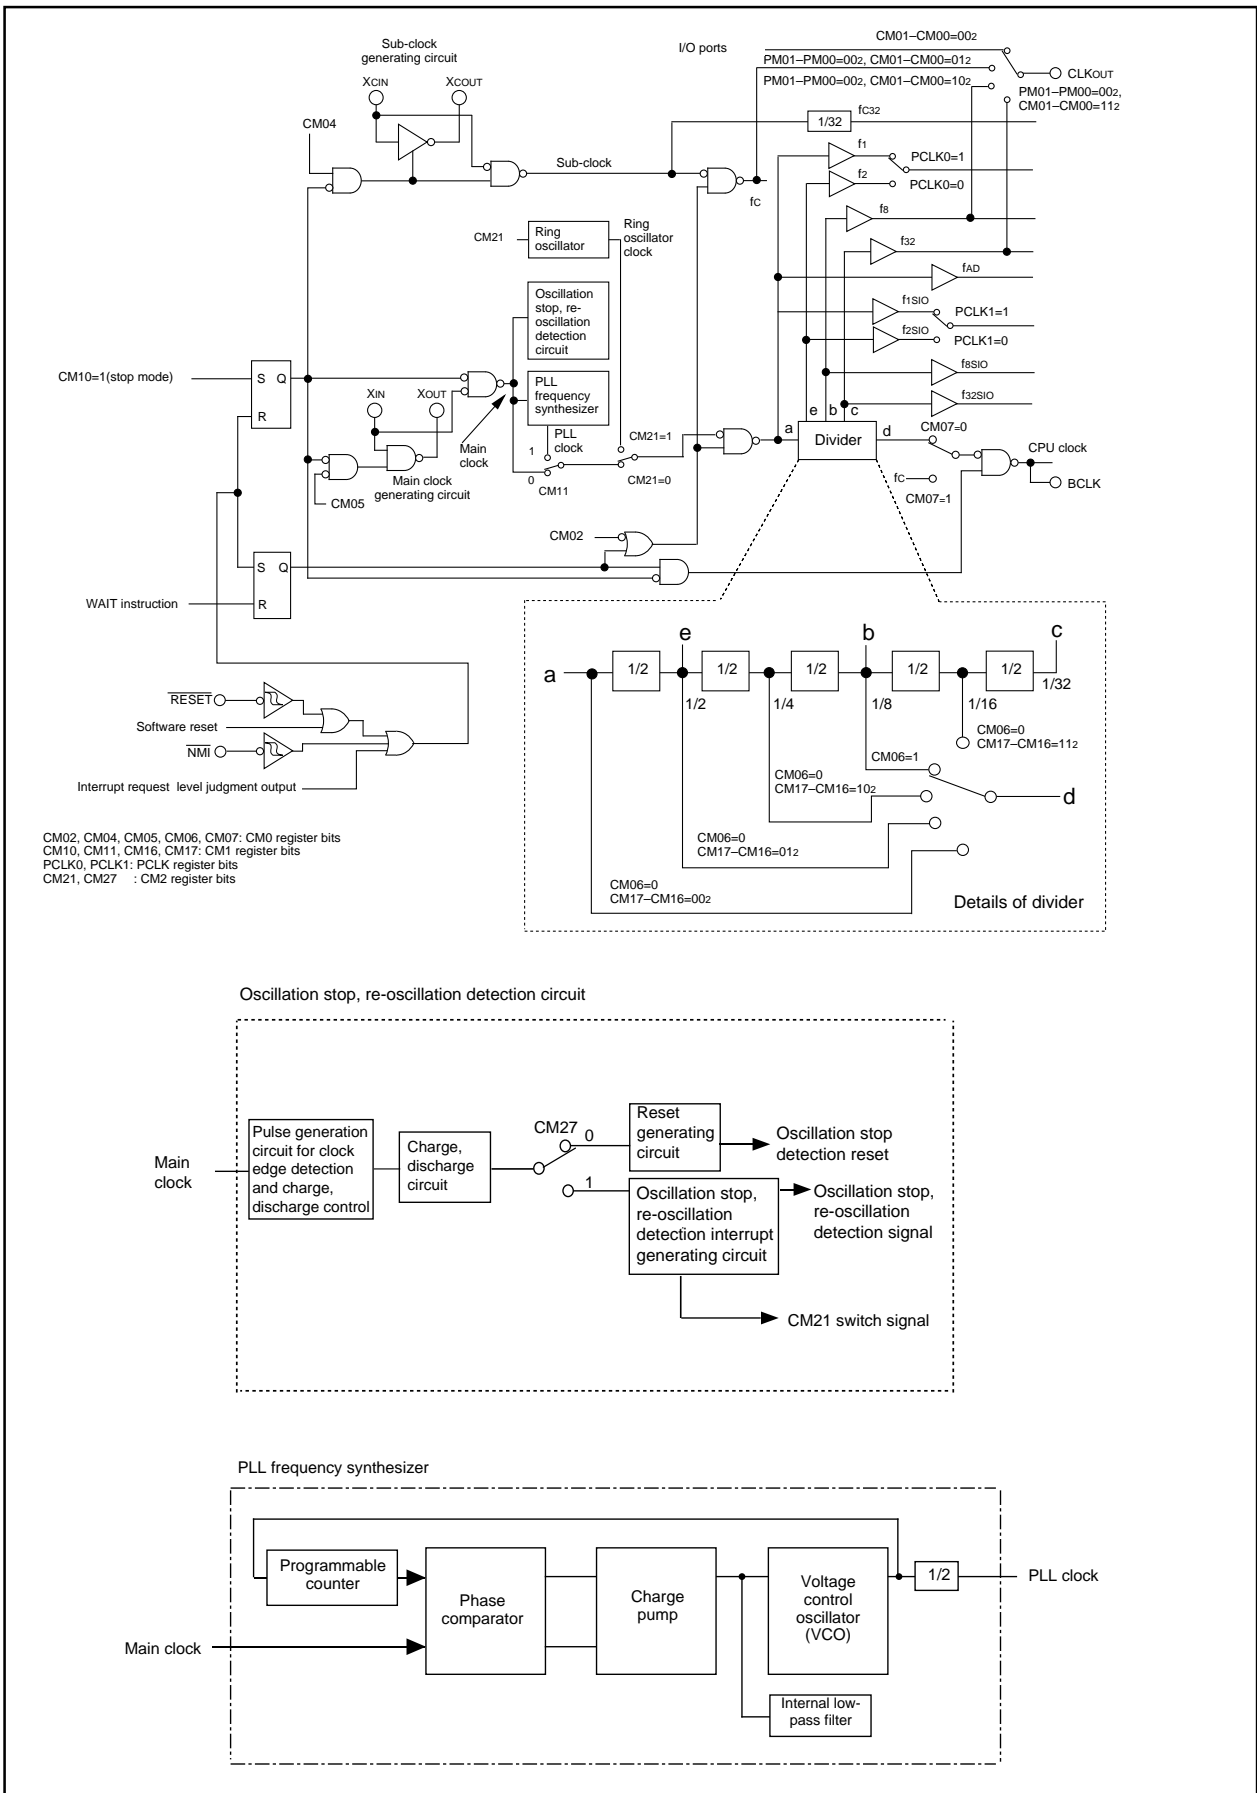 Sub-clock
generating circuit
XCIN XCOUT
CM04
Sub-clock
I/O ports
CM01–CM00=002
PM01–PM00=002, CM01–CM00=012
PM01–PM00=002, CM01–CM00=102
CLKOUT
PM01–PM00=002,
CM01–CM00=112
1/32
fC32
fC
f1
PCLK0=1
f2
PCLK0=0
f8
f32
fAD
f1SIO
PCLK1=1
f2SIO
PCLK1=0
f8SIO
f32SIO
CM21
Ring
oscillator
Ring
oscillator
clock
Oscillation
stop, re-
oscillation
detection
circuit
PLL
frequency
synthesizer
CM10=1(stop mode)
S Q
R
XIN XOUT
Main
clock
Main clock
generating circuit
CM05
PLL
clock
1
0
CM11
CM21=1
CM21=0
a
e b c
Divider
d
CM07=0
fC
CM07=1
CPU clock
BCLK
CM02
S Q
R
WAIT instruction
RESET
Software reset
NMI
Interrupt request level judgment output
a
1/2
e
1/2
1/2
1/4
1/2
b
1/8
1/2
1/16
1/2
c
1/32
CM06=0
CM17–CM16=112
CM06=1
CM06=0
CM17–CM16=102
d
CM06=0
CM17–CM16=012
CM06=0
CM17–CM16=002
Details of divider
CM02, CM04, CM05, CM06, CM07: CM0 register bits
CM10, CM11, CM16, CM17: CM1 register bits
PCLK0, PCLK1: PCLK register bits
CM21, CM27 : CM2 register bits
Oscillation stop, re-oscillation detection circuit
Main
clock
Pulse generation
circuit for clock
edge detection
and charge,
discharge control
Charge,
discharge
circuit
CM27
0
1
Reset
generating
circuit
Oscillation stop
detection reset
Oscillation stop,
re-oscillation
detection interrupt
generating circuit
Oscillation stop,
re-oscillation
detection signal
CM21 switch signal
PLL frequency synthesizer
Programmable
counter
Main clock
Phase
comparator
Charge
pump
Voltage
control
oscillator
(VCO)
1/2
PLL clock
Internal low-
pass filter